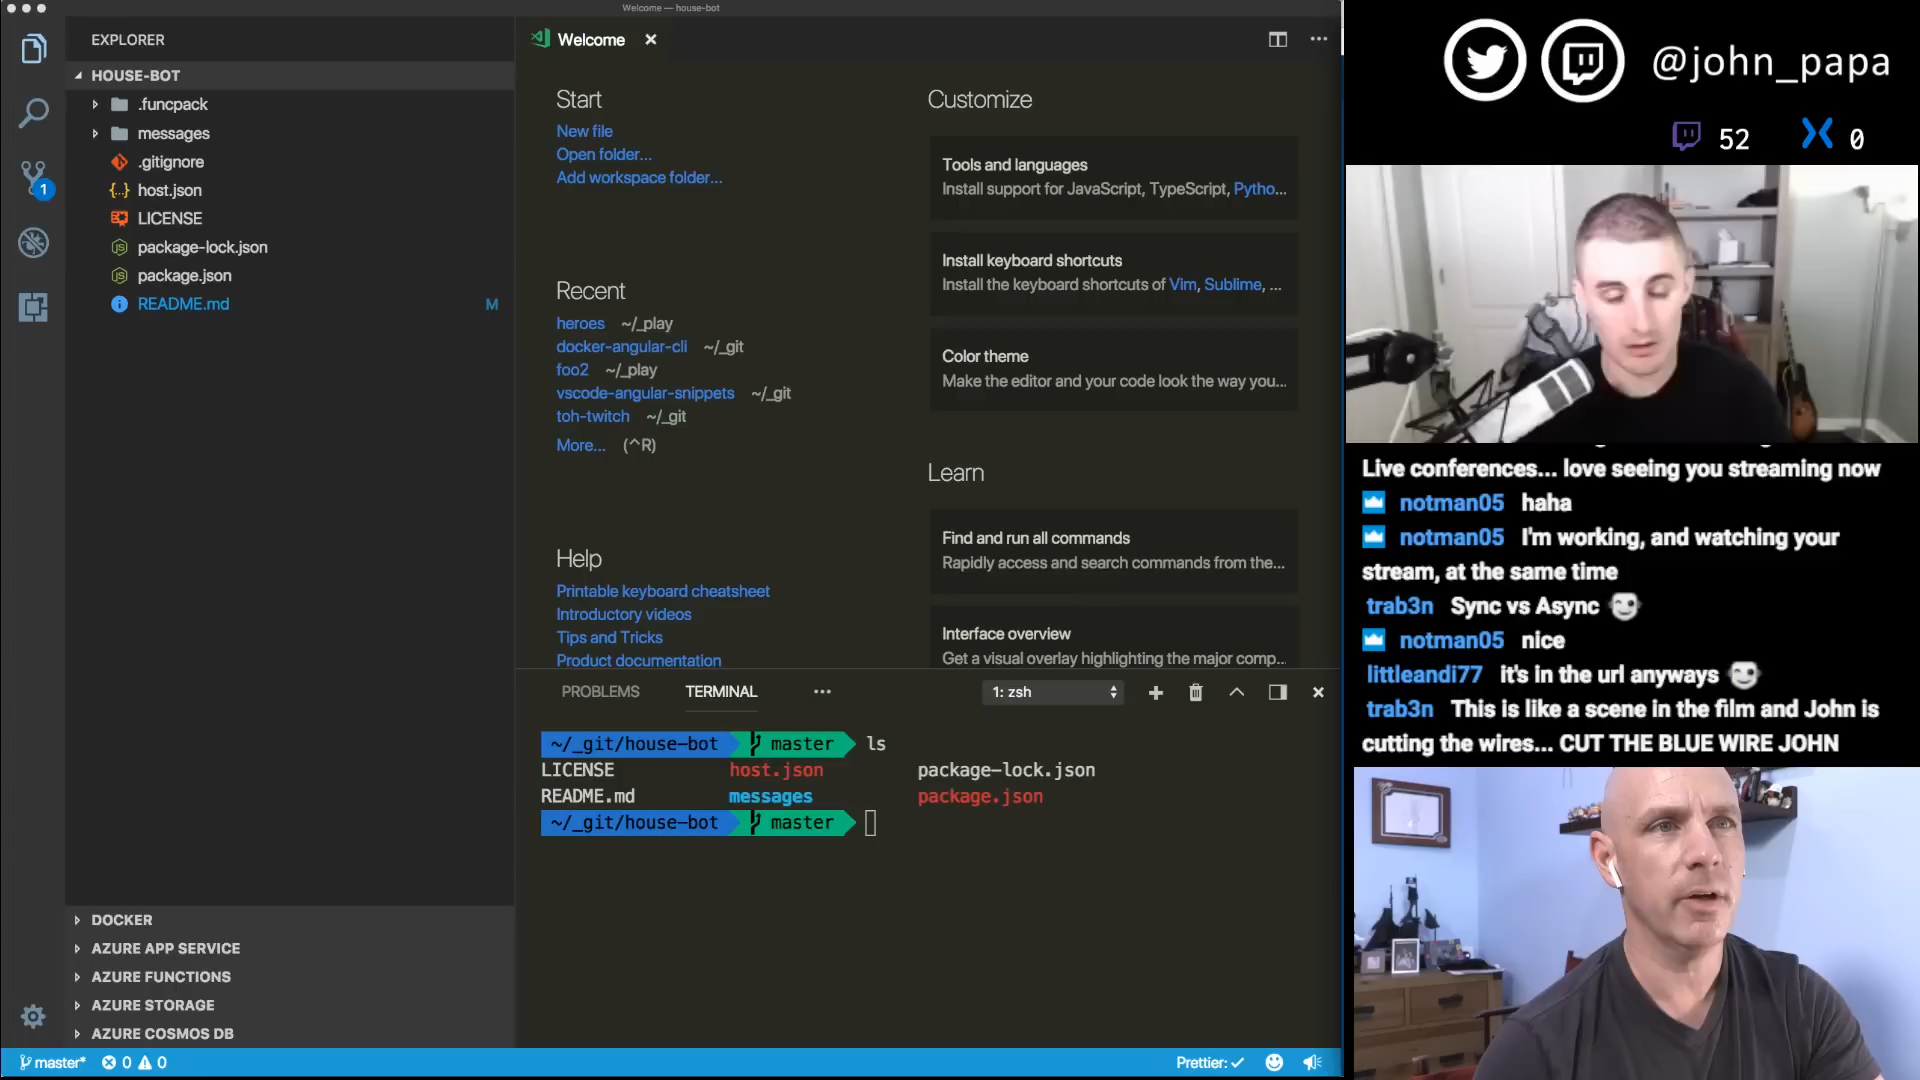 Welcome — house-bot
EXPLORER
HOUSE-BOT
.funcpack
messages
.gitignore
{..} host.json
LICENSE
package-lock.json
package.json
README.md M
1
DOCKER
AZURE APP SERVICE
AZURE FUNCTIONS
AZURE STORAGE
AZURE COSMOS DB
Welcome
Start
New file
Open folder...
Add workspace folder...
Recent
heroes ~/_play
docker-angular-cli ~/_git
foo2 ~/_play
vscode-angular-snippets ~/_git
toh-twitch ~/_git
More... (^R)
Help
Printable keyboard cheatsheet
Introductory videos
Tips and Tricks
Product documentation
Customize
Tools and languages
Install support for JavaScript, TypeScript, Pytho...
Install keyboard shortcuts
Install the keyboard shortcuts of Vim, Sublime, ...
Color theme
Make the editor and your code look the way you...
Learn
Find and run all commands
Rapidly access and search commands from the...
Interface overview
Get a visual overlay highlighting the major comp...
PROBLEMS TERMINAL ... 1: zsh
~/_git/house-bot master ls
LICENSE host.json package-lock.json
README.md messages package.json
~/_git/house-bot master
master* 0 0 Prettier: ✓
@john_papa
52 0
Live conferences... love seeing you streaming now
notman05 haha
notman05 I'm working, and watching your
stream, at the same time
trab3n Sync vs Async
notman05 nice
littleandi77 it's in the url anyways
trab3n This is like a scene in the film and John is
cutting the wires... CUT THE BLUE WIRE JOHN